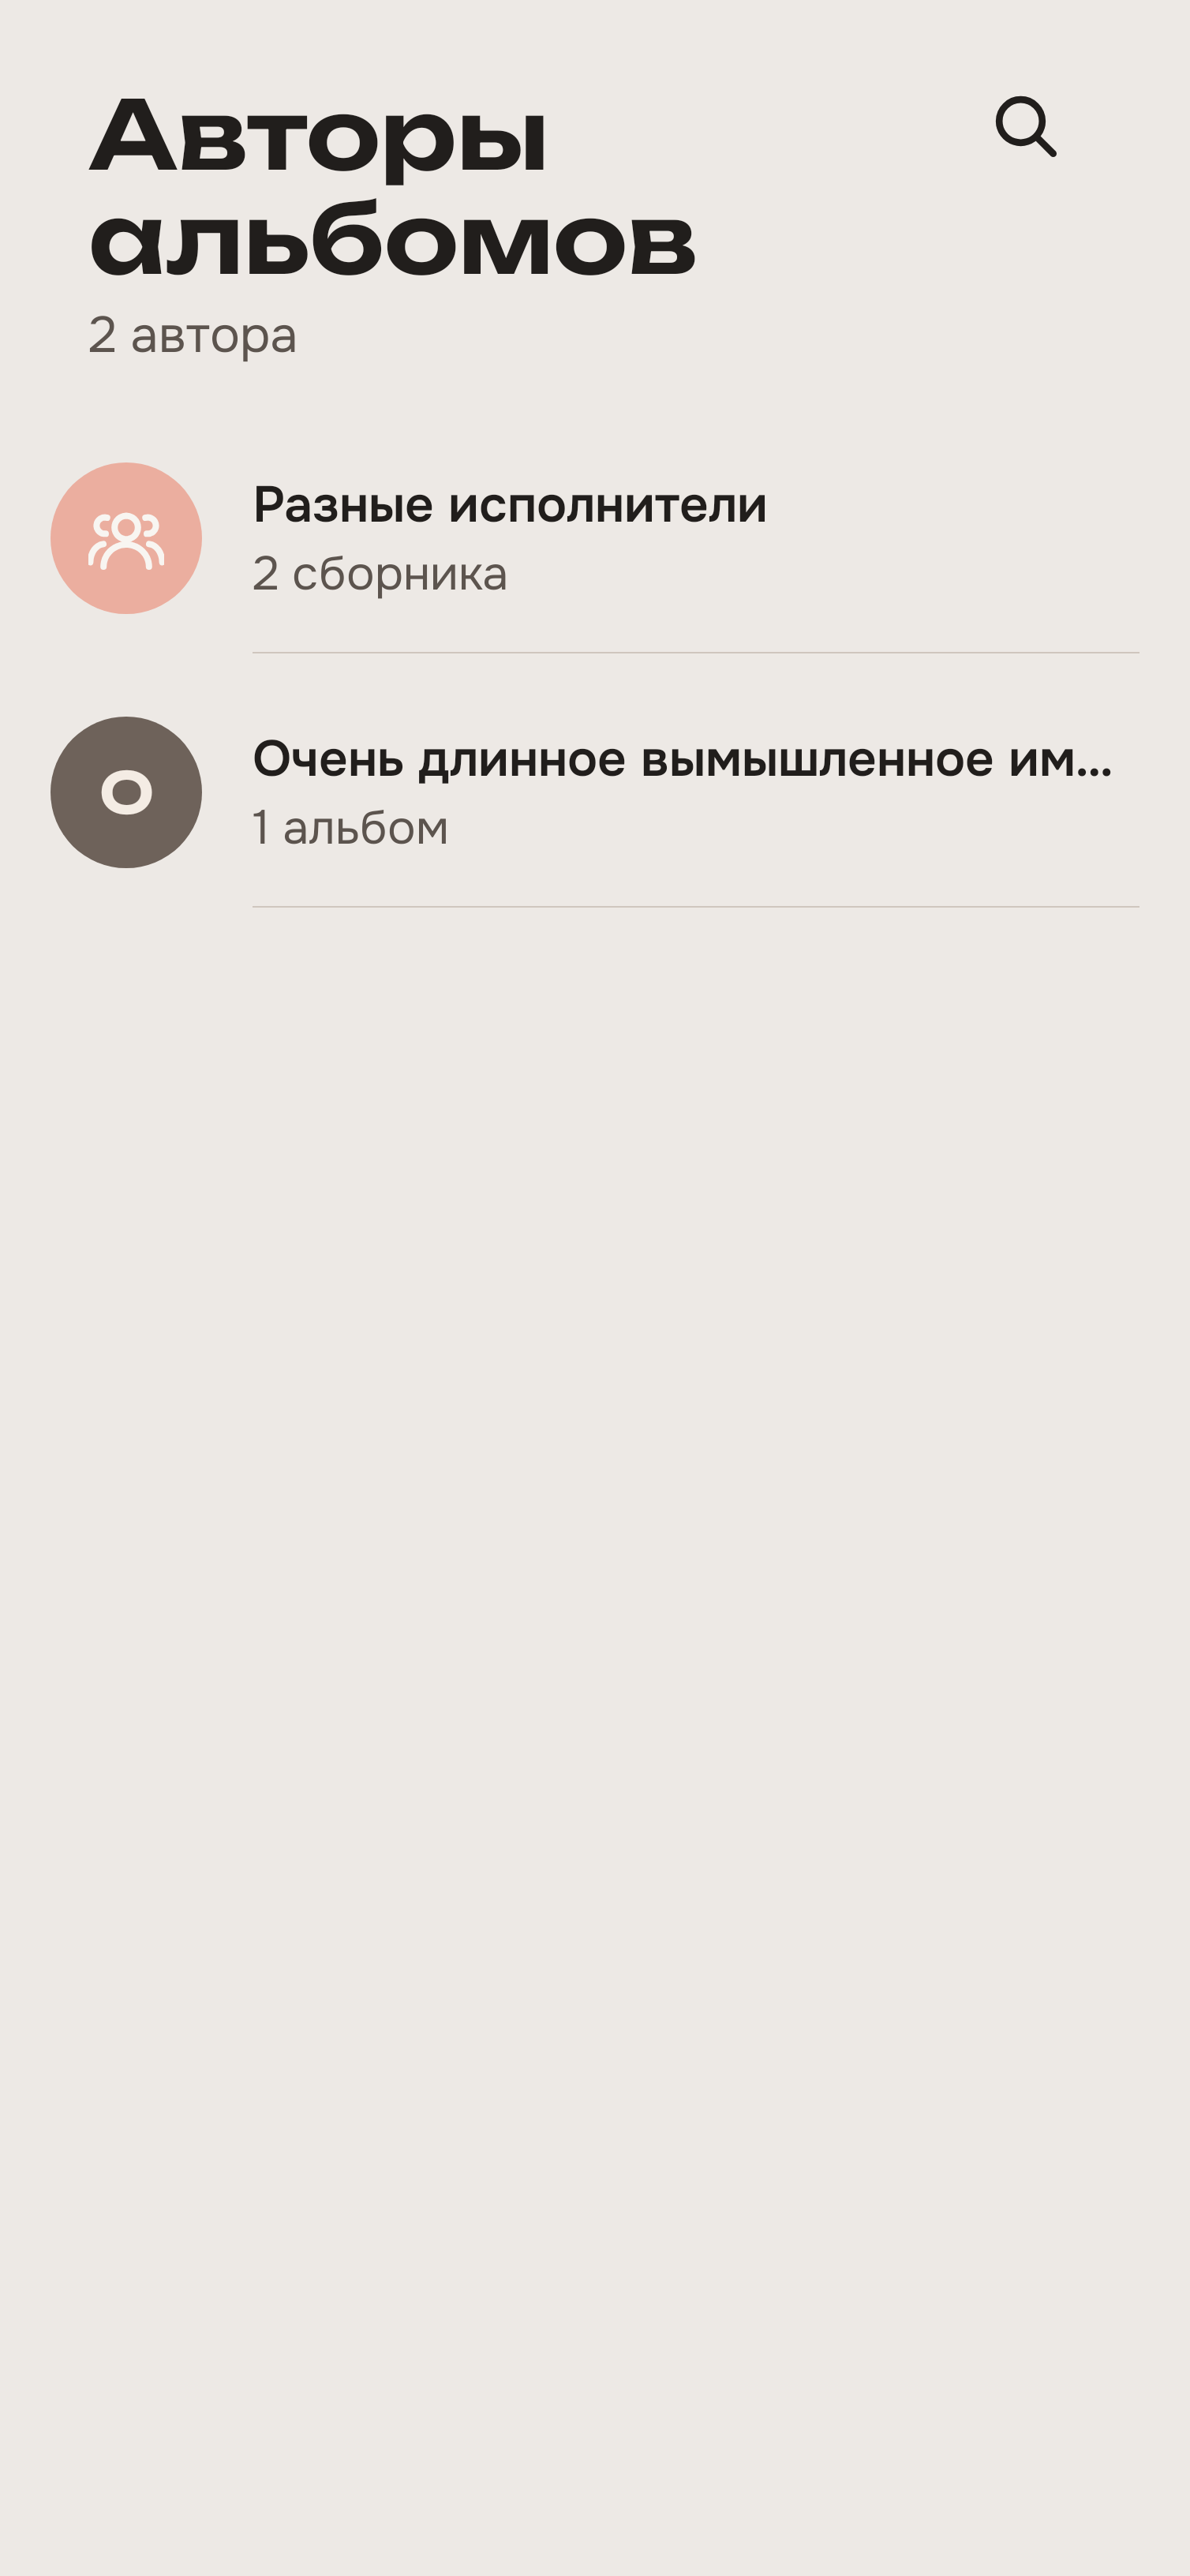 Авторы
альбомов
2 автора
Разные исполнители
2 сборника
О
Очень длинное вымышленное им...
1 альбом